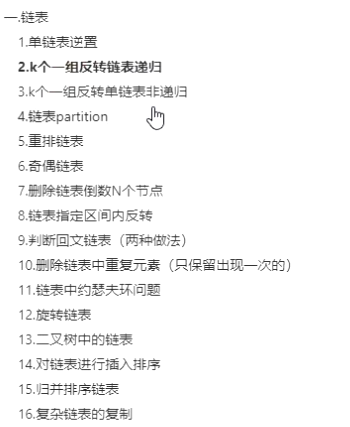 一.链表
1.单链表逆置
2.k个一组反转链表递归
3.k个一组反转单链表非递归
4.链表partition
5.重排链表
6.奇偶链表
7.删除链表倒数N个节点
8.链表指定区间内反转
9.判断回文链表（两种做法）
10.删除链表中重复元素（只保留出现一次的）
11.链表中约瑟夫环问题
12.旋转链表
13.二叉树中的链表
14.对链表进行插入排序
15.归并排序链表
16.复杂链表的复制